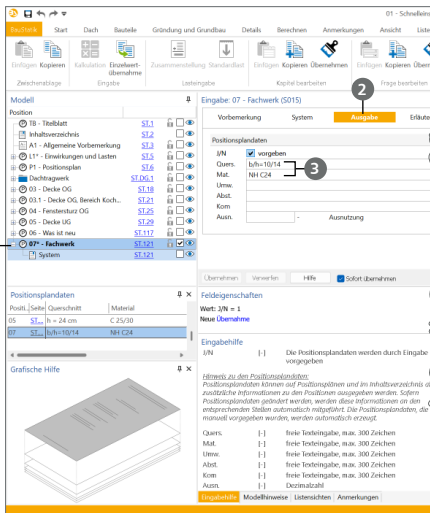 01 - Schnelleins
BauStatik Start Dach Bauteile Gründung und Grundbau Details Berechnen Anmerkungen Ansicht Liste
Einfügen Kopieren Kalkulation Einzelwert-übernahme Zusammenstellung Standardlast Einfügen Kopieren Übernehmen Einfügen Kopieren Über
Zwischenablage Eingabe Listeneingabe Kapitel bearbeiten Frage bearbeiten
Modell
Position
TB - Titelblatt ST.1
Inhaltsverzeichnis ST.2
A1 - Allgemeine Vorbemerkung ST.3
L1* - Einwirkungen und Lasten ST.5
P1 - Positionsplan ST.6
Dachtragwerk ST.DG.1
03 - Decke OG ST.18
03.1 - Decke OG, Bereich Koch... ST.21
04 - Fenstersturz OG ST.25
05 - Decke UG ST.29
06 - Was ist neu ST.117
07* - Fachwerk ST.121
System ST.121
Eingabe: 07 - Fachwerk (S015)
2
Vorbemerkung System Ausgabe Erläute
Positionsplandaten
J/N vorgeben
Quers. b/h=10/14
3
Mat. NH C24
Umw.
Abst.
Kom
Ausn. - Ausnutzung
Übernehmen Verwerfen Hilfe Sofort übernehmen
Positionsplandaten
Positi... Seite Querschnitt Material
05 ST.... h = 24 cm C 25/30
07 ST.... b/h=10/14 NH C24
Grafische Hilfe
Feldeigenschaften
Wert: J/N = 1
Neue Übernahme
Eingabehilfe
J/N [-] Die Positionsplandaten werden durch Eingabe
vorgegeben
Hinweis zu den Positionsplandaten:
Positionsplandaten können auf Positionsplänen und im Inhaltsverzeichnis a
zusätzliche Informationen zu den Positionen ausgegeben werden. Sofern
Positionsplandaten geändert werden, werden diese Informationen an den
entsprechenden Stellen automatisch mitgeführt. Die Positionsplandaten, die
manuell vorgegeben wurden, werden automatisch erzeugt.
Quers. [-] freie Texteingabe, max. 300 Zeichen
Mat. [-] freie Texteingabe, max. 300 Zeichen
Umw. [-] freie Texteingabe, max. 300 Zeichen
Abst. [-] freie Texteingabe, max. 300 Zeichen
Kom [-] freie Texteingabe, max. 300 Zeichen
Ausn. [-] Dezimalzahl
Eingabehilfe Modellhinweise Listensichten Anmerkungen